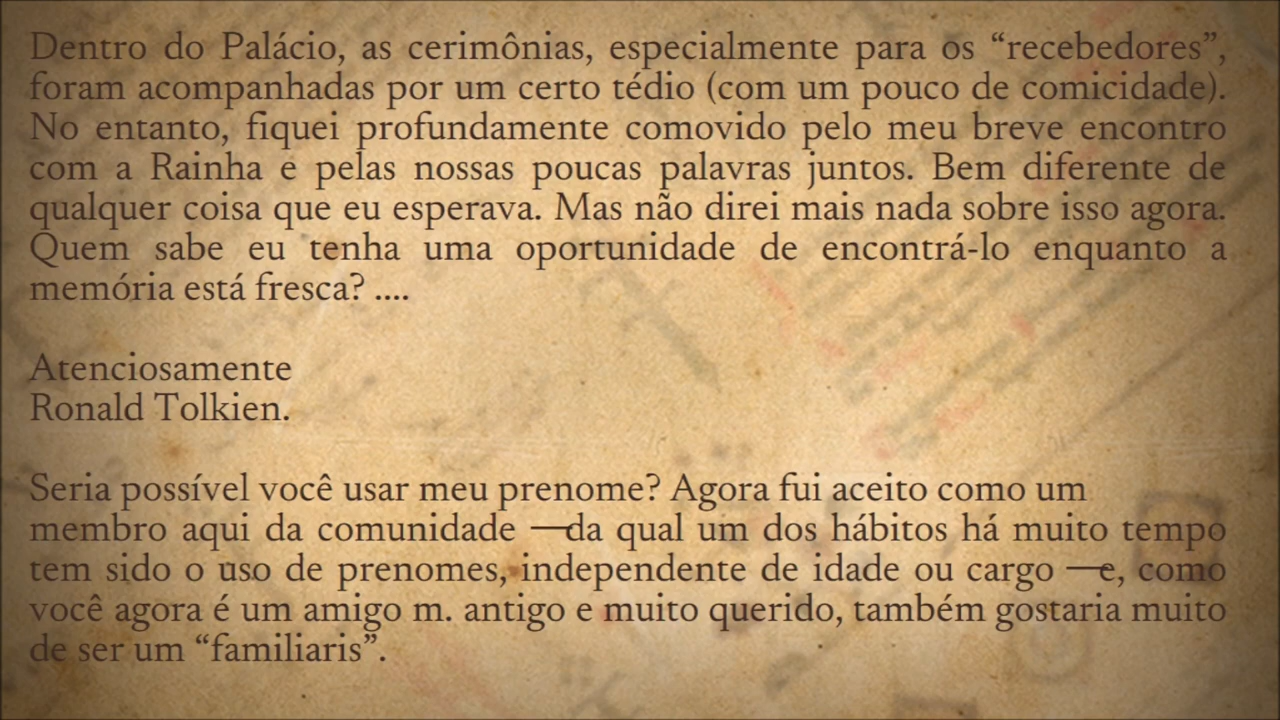 Dentro do Palácio, as cerimônias, especialmente para os “recebedores”,
foram acompanhadas por um certo tédio (com um pouco de comicidade).
No entanto, fiquei profundamente comovido pelo meu breve encontro
com a Rainha e pelas nossas poucas palavras juntos. Bem diferente de
qualquer coisa que eu esperava. Mas não direi mais nada sobre isso agora.
Quem sabe eu tenha uma oportunidade de encontrá-lo enquanto a
memória está fresca? ....
Atenciosamente
Ronald Tolkien.
Seria possível você usar meu prenome? Agora fui aceito como um
membro aqui da comunidade —da qual um dos hábitos há muito tempo
tem sido o uso de prenomes, independente de idade ou cargo —e, como
você agora é um amigo m. antigo e muito querido, também gostaria muito
de ser um “familiaris”.